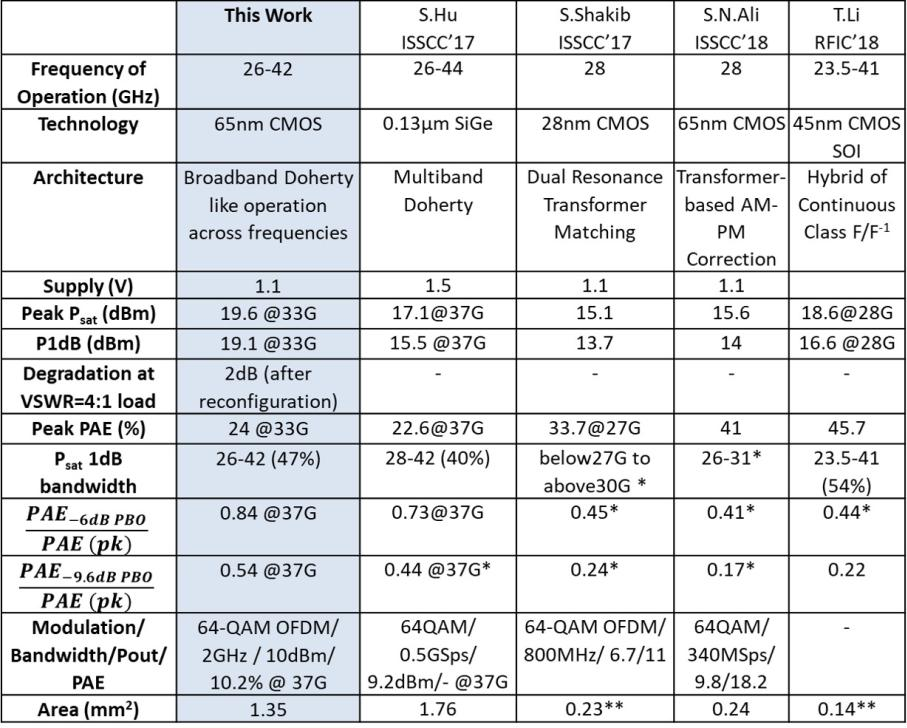 This Work S.Hu ISSCC’17 S.Shakib ISSCC’17 S.N.Ali ISSCC’18 T.Li RFIC’18
Frequency of Operation (GHz) 26-42 26-44 28 28 23.5-41
Technology 65nm CMOS 0.13µm SiGe 28nm CMOS 65nm CMOS 45nm CMOS SOI
Architecture Broadband Doherty like operation across frequencies Multiband Doherty Dual Resonance Transformer Matching Transformer-based AM-PM Correction Hybrid of Continuous Class F/F⁻¹
Supply (V) 1.1 1.5 1.1 1.1
Peak Psat (dBm) 19.6 @33G 17.1@37G 15.1 15.6 18.6@28G
P1dB (dBm) 19.1 @33G 15.5 @37G 13.7 14 16.6 @28G
Degradation at VSWR=4:1 load 2dB (after reconfiguration) - - - -
Peak PAE (%) 24 @33G 22.6@37G 33.7@27G 41 45.7
Psat 1dB bandwidth 26-42 (47%) 28-42 (40%) below27G to above30G * 26-31* 23.5-41 (54%)
PAE−6dB PBO / PAE (pk) 0.84 @37G 0.73@37G 0.45* 0.41* 0.44*
PAE−9.6dB PBO / PAE (pk) 0.54 @37G 0.44 @37G* 0.24* 0.17* 0.22
Modulation/ Bandwidth/Pout/ PAE 64-QAM OFDM/ 2GHz / 10dBm/ 10.2% @ 37G 64QAM/ 0.5GSps/ 9.2dBm/- @37G 64-QAM OFDM/ 800MHz/ 6.7/11 64QAM/ 340MSps/ 9.8/18.2 -
Area (mm²) 1.35 1.76 0.23** 0.24 0.14**